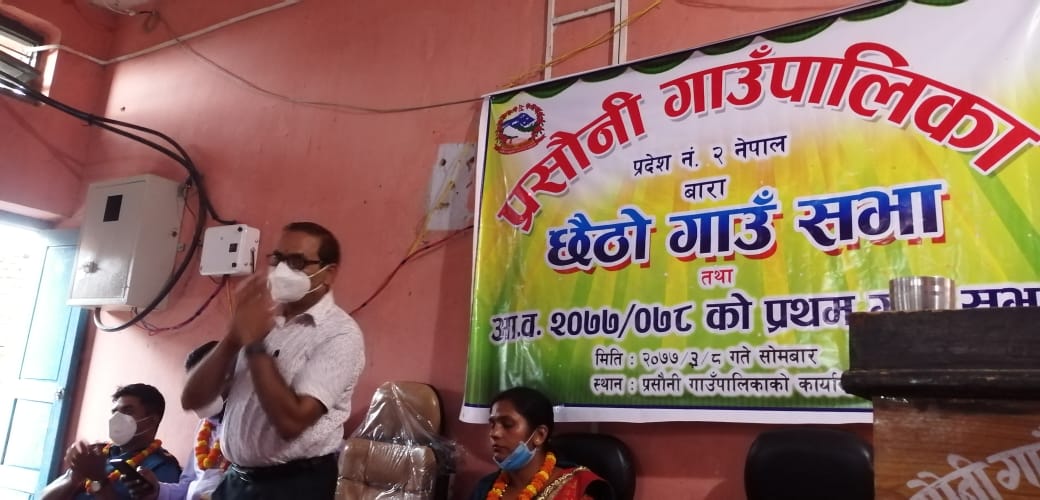 प्रसौनी गाउँपालिका
प्रदेश नं. २ नेपाल
बारा
छैठो गाउँ सभा
तथा
आ.व. २०७७/०७८ को प्रथम सभा
मिति : २०७७/३/८ गते सोमबार
स्थान : प्रसौनी गाउँपालिकाको